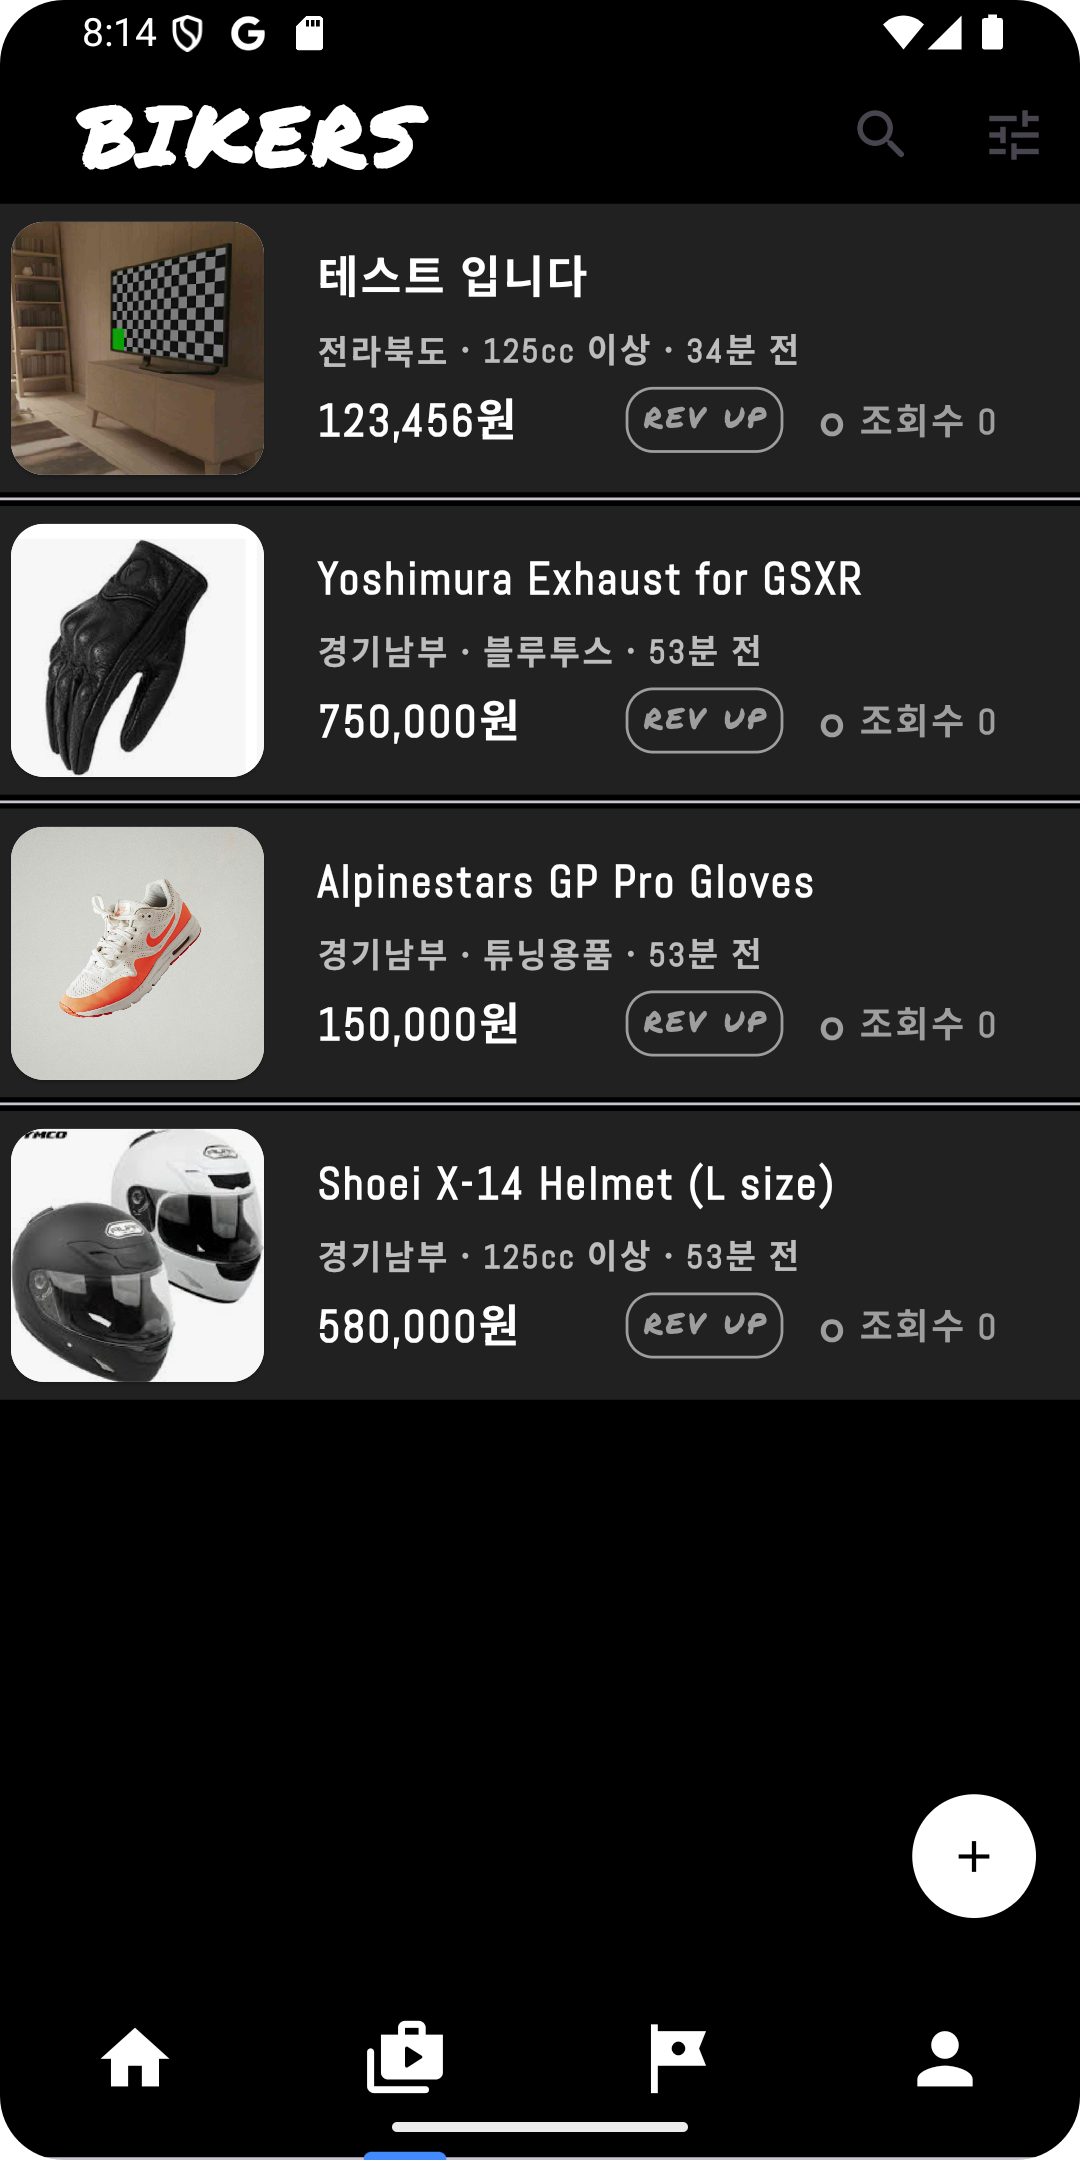 8:14
BIKERS
테스트 입니다
전라북도 · 125cc 이상 · 34분 전
123,456원 REV UP 조회수 0
Yoshimura Exhaust for GSXR
경기남부 · 블루투스 · 53분 전
750,000원 REV UP 조회수 0
Alpinestars GP Pro Gloves
경기남부 · 튜닝용품 · 53분 전
150,000원 REV UP 조회수 0
YMCO
Shoei X-14 Helmet (L size)
경기남부 · 125cc 이상 · 53분 전
580,000원 REV UP 조회수 0